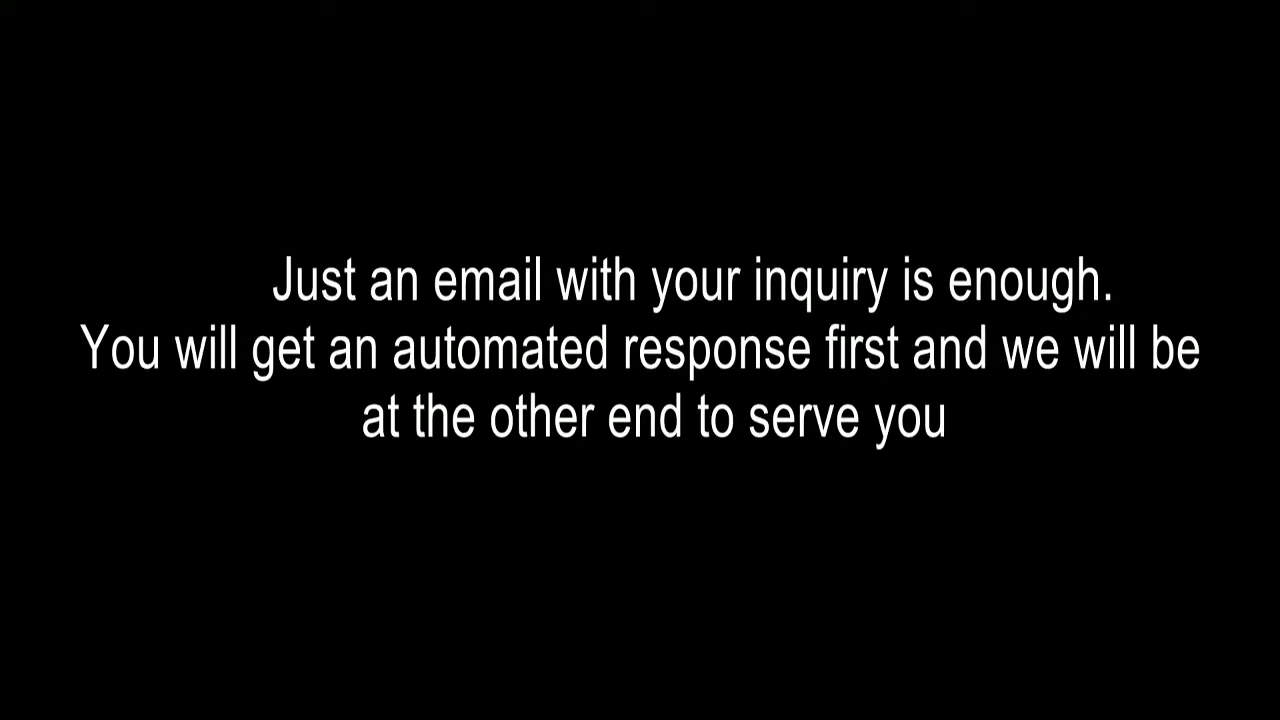 Just an email with your inquiry is enough.
You will get an automated response first and we will be
at the other end to serve you